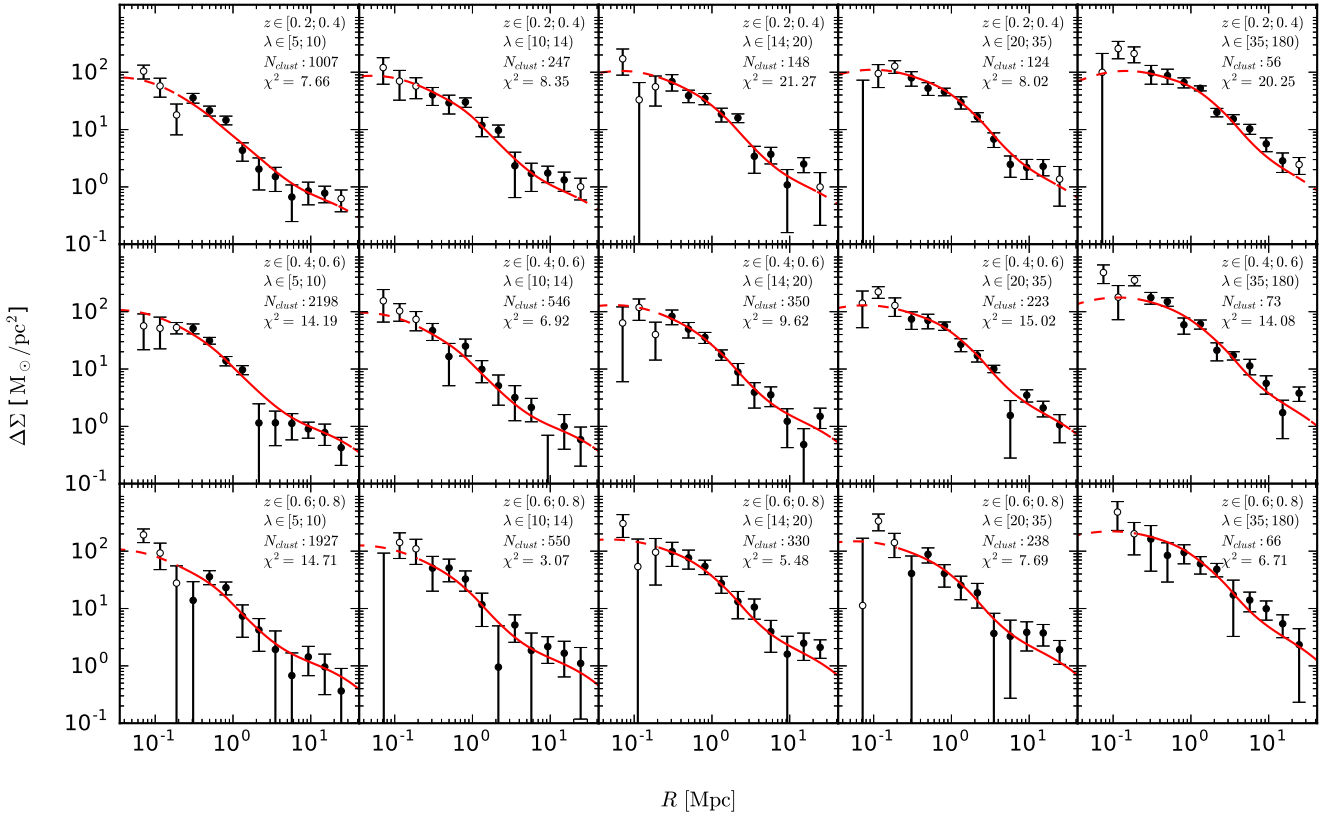 z∈[0.2;0.4)
λ∈[5;10)
N_clust:1007
χ² = 7.66
z∈[0.2;0.4)
λ∈[10;14)
N_clust:247
χ² = 8.35
z∈[0.2;0.4)
λ∈[14;20)
N_clust:148
χ² = 21.27
z∈[0.2;0.4)
λ∈[20;35)
N_clust:124
χ² = 8.02
z∈[0.2;0.4)
λ∈[35;180)
N_clust:56
χ² = 20.25
10²
10¹
10⁰
10⁻¹
z∈[0.4;0.6)
λ∈[5;10)
N_clust:2198
χ² = 14.19
z∈[0.4;0.6)
λ∈[10;14)
N_clust:546
χ² = 6.92
z∈[0.4;0.6)
λ∈[14;20)
N_clust:350
χ² = 9.62
z∈[0.4;0.6)
λ∈[20;35)
N_clust:223
χ² = 15.02
z∈[0.4;0.6)
λ∈[35;180)
N_clust:73
χ² = 14.08
10²
10¹
10⁰
10⁻¹
ΔΣ [ M⊙/pc²]
z∈[0.6;0.8)
λ∈[5;10)
N_clust:1927
χ² = 14.71
z∈[0.6;0.8)
λ∈[10;14)
N_clust:550
χ² = 3.07
z∈[0.6;0.8)
λ∈[14;20)
N_clust:330
χ² = 5.48
z∈[0.6;0.8)
λ∈[20;35)
N_clust:238
χ² = 7.69
z∈[0.6;0.8)
λ∈[35;180)
N_clust:66
χ² = 6.71
10²
10¹
10⁰
10⁻¹
10⁻¹ 10⁰ 10¹ 10⁻¹ 10⁰ 10¹ 10⁻¹ 10⁰ 10¹ 10⁻¹ 10⁰ 10¹ 10⁻¹ 10⁰ 10¹
R [Mpc]